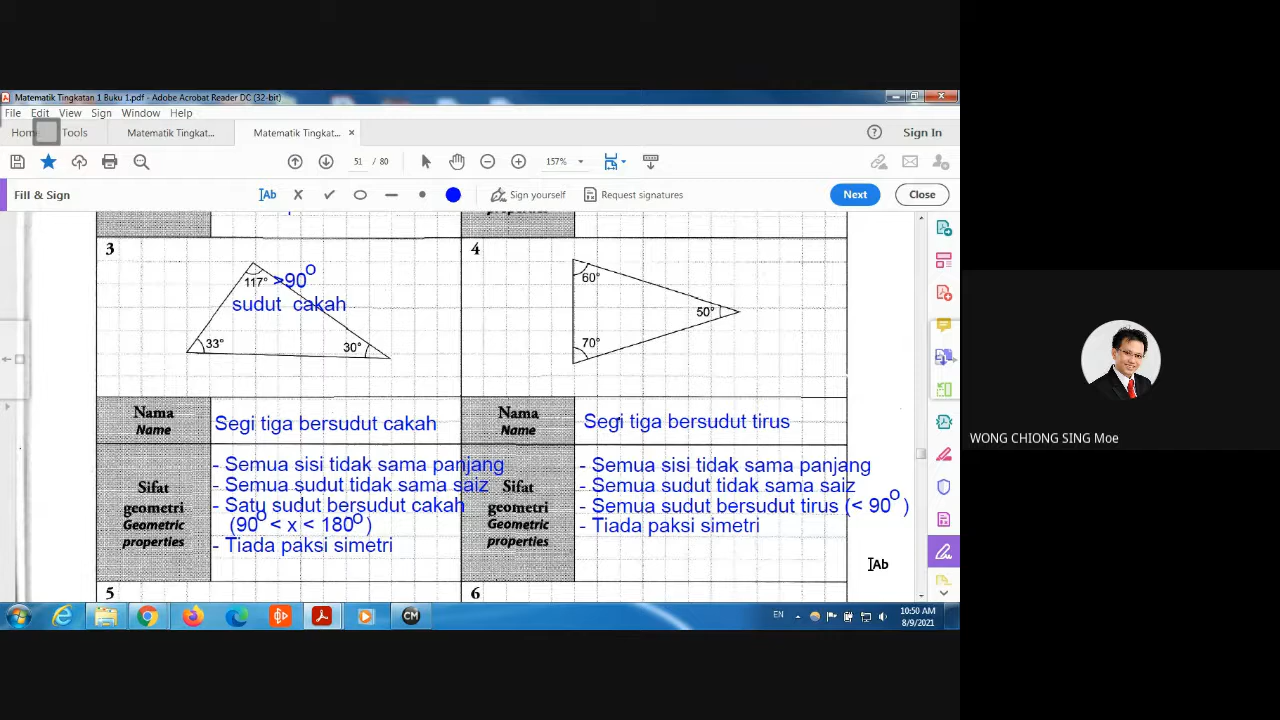 Matematik Tingkatan 1 Buku 1.pdf - Adobe Acrobat Reader DC (32-bit)
File Edit View Sign Window Help
Home Tools Matematik Tingkat... Matematik Tingkat... × ? Sign In
51 / 80 157%
Fill & Sign IAb Sign yourself Request signatures Next Close
properties
3
117° >90°
sudut cakah
33° 30°
4
60°
50°
70°
Nama
Name
Segi tiga bersudut cakah
Nama
Name
Segi tiga bersudut tirus
Sifat
geometri
Geometric
properties
- Semua sisi tidak sama panjang
- Semua sudut tidak sama saiz
- Satu sudut bersudut cakah
(90° < x < 180°)
- Tiada paksi simetri
Sifat
geometri
Geometric
properties
- Semua sisi tidak sama panjang
- Semua sudut tidak sama saiz
- Semua sudut bersudut tirus (< 90°)
- Tiada paksi simetri
IAb
5 6
EN 10:50 AM
8/9/2021
CM
WONG CHIONG SING Moe